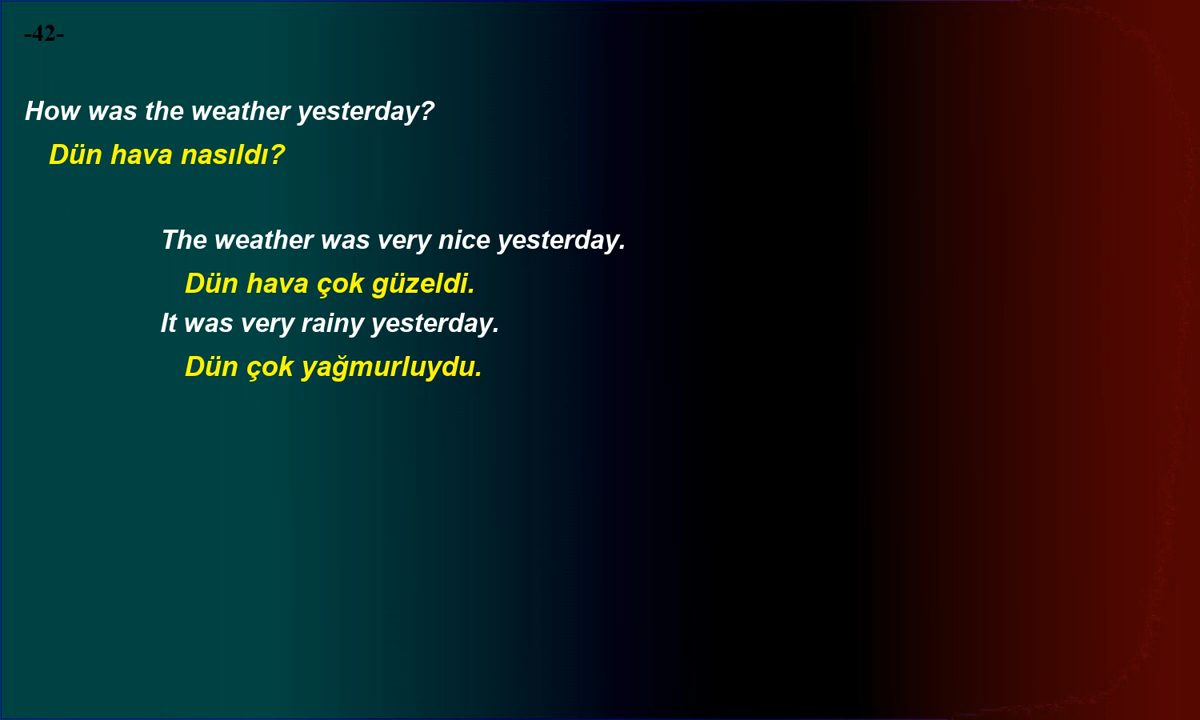 -42-
How was the weather yesterday?
Dün hava nasıldı?
The weather was very nice yesterday.
Dün hava çok güzeldi.
It was very rainy yesterday.
Dün çok yağmurluydu.